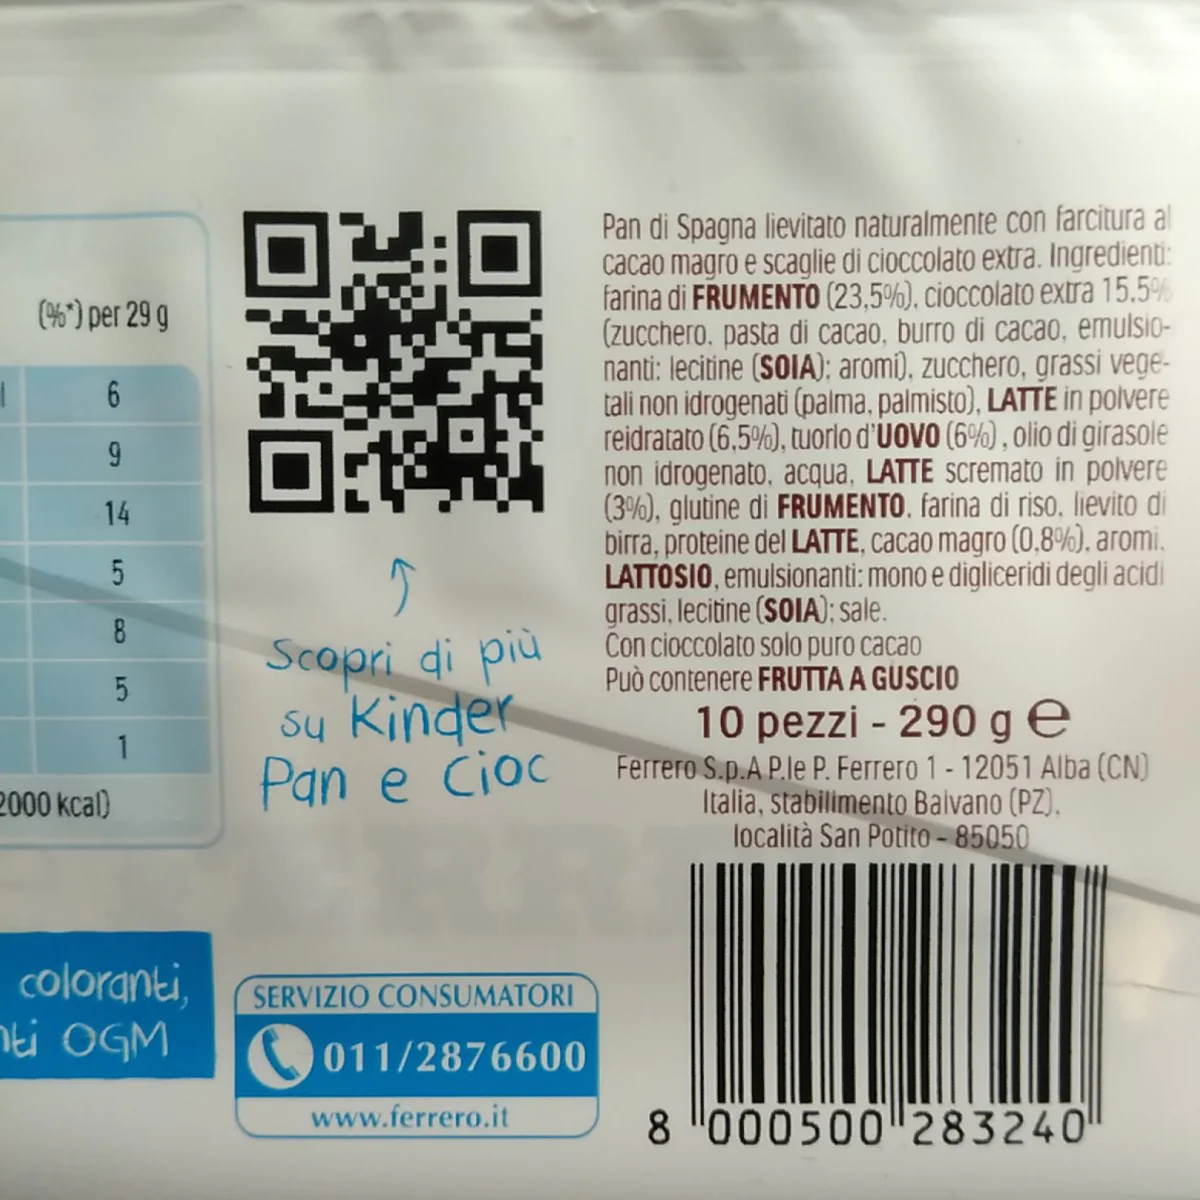 (%*) per 29 g
6
9
14
5
8
5
1
2000 kcal)
coloranti,
OGM
Scopri di più
su Kinder
Pan e Cioc
SERVIZIO CONSUMATORI
011/2876600
www.ferrero.it
Pan di Spagna lievitato naturalmente con farcitura al
cacao magro e scaglie di cioccolato extra. Ingredienti:
farina di FRUMENTO (23,5%), cioccolato extra 15,5%
(zucchero, pasta di cacao, burro di cacao, emulsio-
nanti: lecitine (SOIA); aromi), zucchero, grassi vege-
tali non idrogenati (palma, palmisto), LATTE in polvere
reidratato (6,5%), tuorlo d'UOVO (6%), olio di girasole
non idrogenato, acqua, LATTE scremato in polvere
(3%), glutine di FRUMENTO, farina di riso, lievito di
birra, proteine del LATTE, cacao magro (0,8%), aromi,
LATTOSIO, emulsionanti: mono e digliceridi degli acidi
grassi, lecitine (SOIA); sale.
Con cioccolato solo puro cacao
Può contenere FRUTTA A GUSCIO
10 pezzi - 290 g ℮
Ferrero S.p.A P.le P. Ferrero 1 - 12051 Alba (CN)
Italia, stabilimento Balvano (PZ),
località San Potito - 85050
8 000500 283240